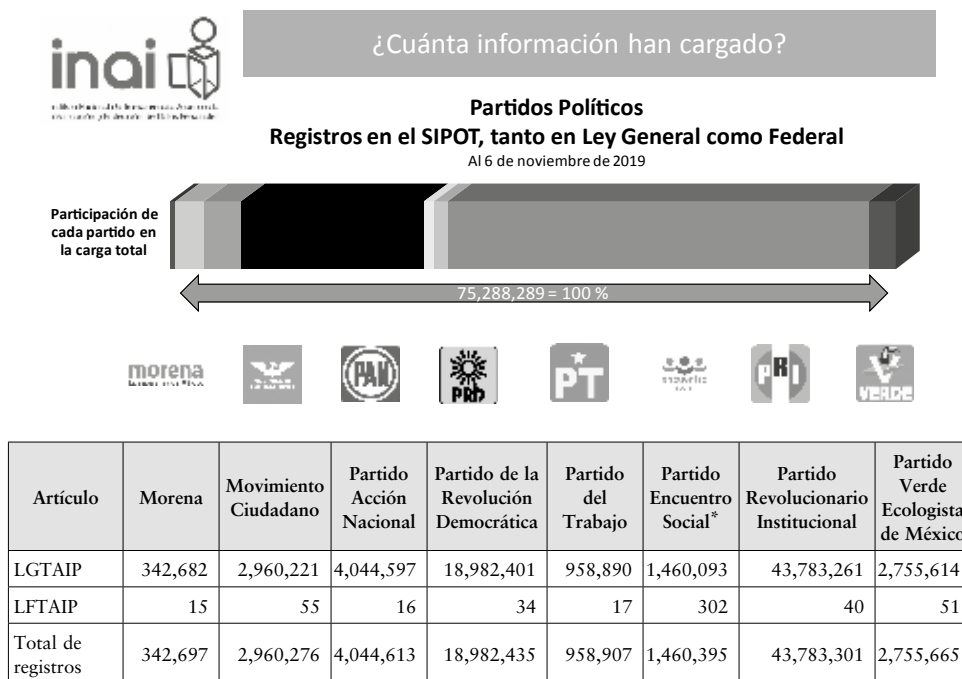 inai
¿Cuánta información han cargado?
Partidos Políticos
Registros en el SIPOT, tanto en Ley General como Federal
Al 6 de noviembre de 2019
Participación de
cada partido en
la carga total
75,288,289 = 100 %
morena
PAN
PRD
PT
PRI
VERDE
Artículo Morena Movimiento Ciudadano Partido Acción Nacional Partido de la Revolución Democrática Partido del Trabajo Partido Encuentro Social* Partido Revolucionario Institucional Partido Verde Ecologista de México
LGTAIP 342,682 2,960,221 4,044,597 18,982,401 958,890 1,460,093 43,783,261 2,755,614
LFTAIP 15 55 16 34 17 302 40 51
Total de registros 342,697 2,960,276 4,044,613 18,982,435 958,907 1,460,395 43,783,301 2,755,665